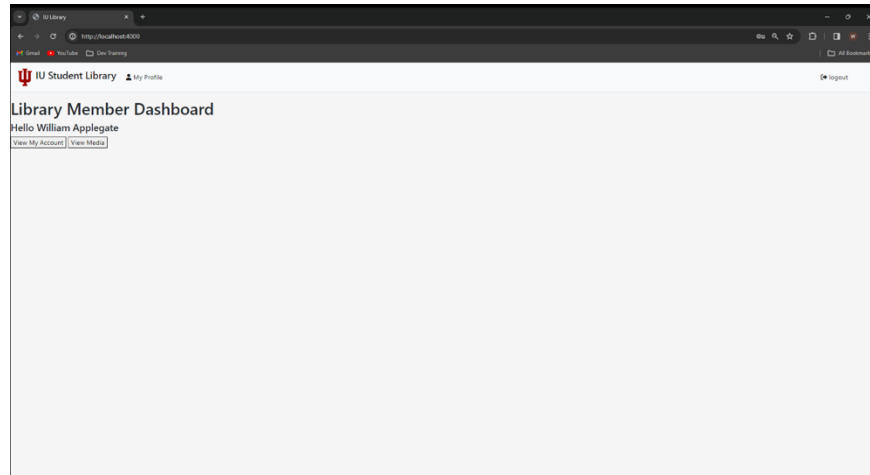 IU Library
http://localhost:4000
Gmail YouTube Dev Training All Bookmark
IU Student Library My Profile logout
Library Member Dashboard
Hello William Applegate
View My Account View Media